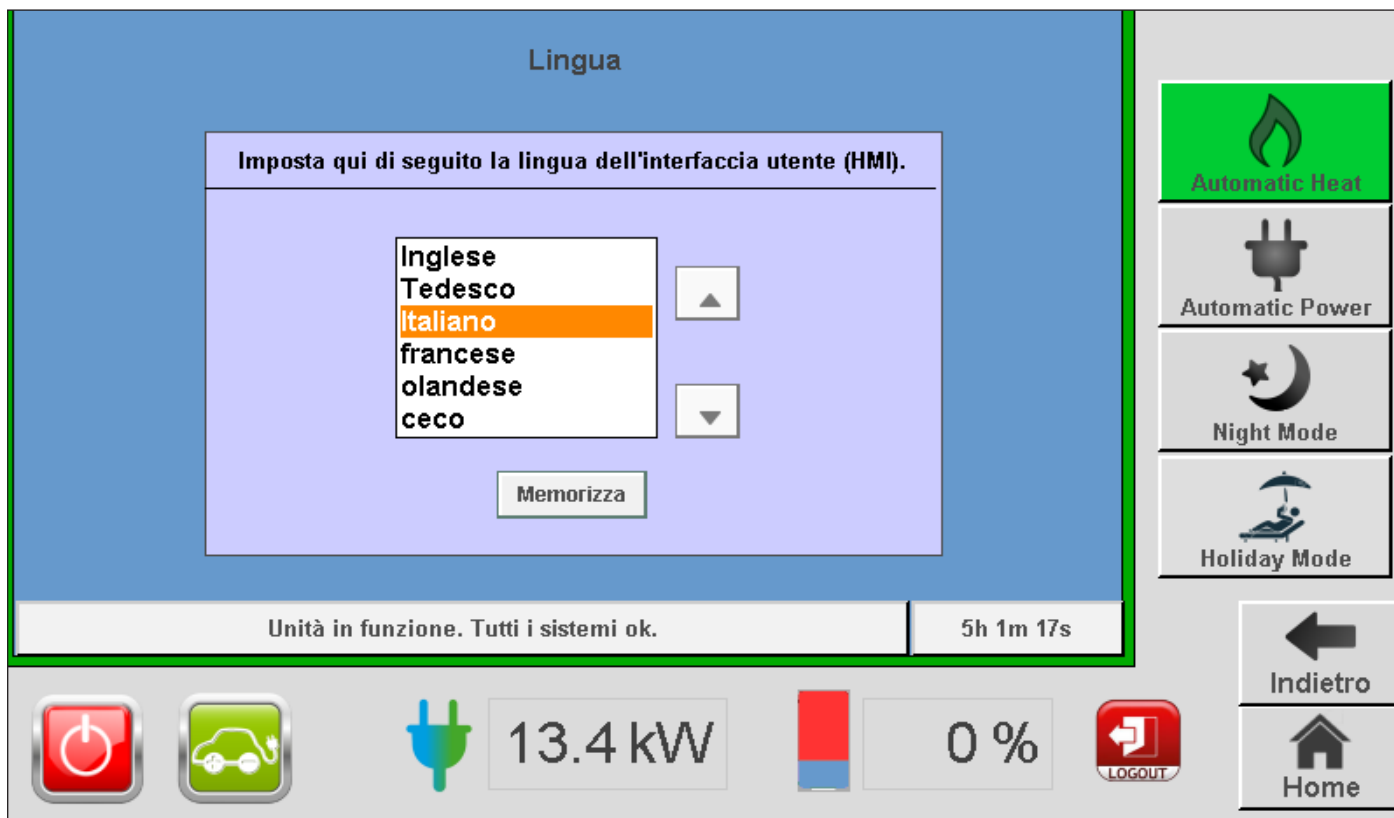 Lingua
Imposta qui di seguito la lingua dell'interfaccia utente (HMI).
Inglese
Tedesco
Italiano
francese
olandese
ceco
Memorizza
Unità in funzione. Tutti i sistemi ok.
5h 1m 17s
Automatic Heat
Automatic Power
Night Mode
Holiday Mode
Indietro
Home
13.4 kW
0 %
LOGOUT